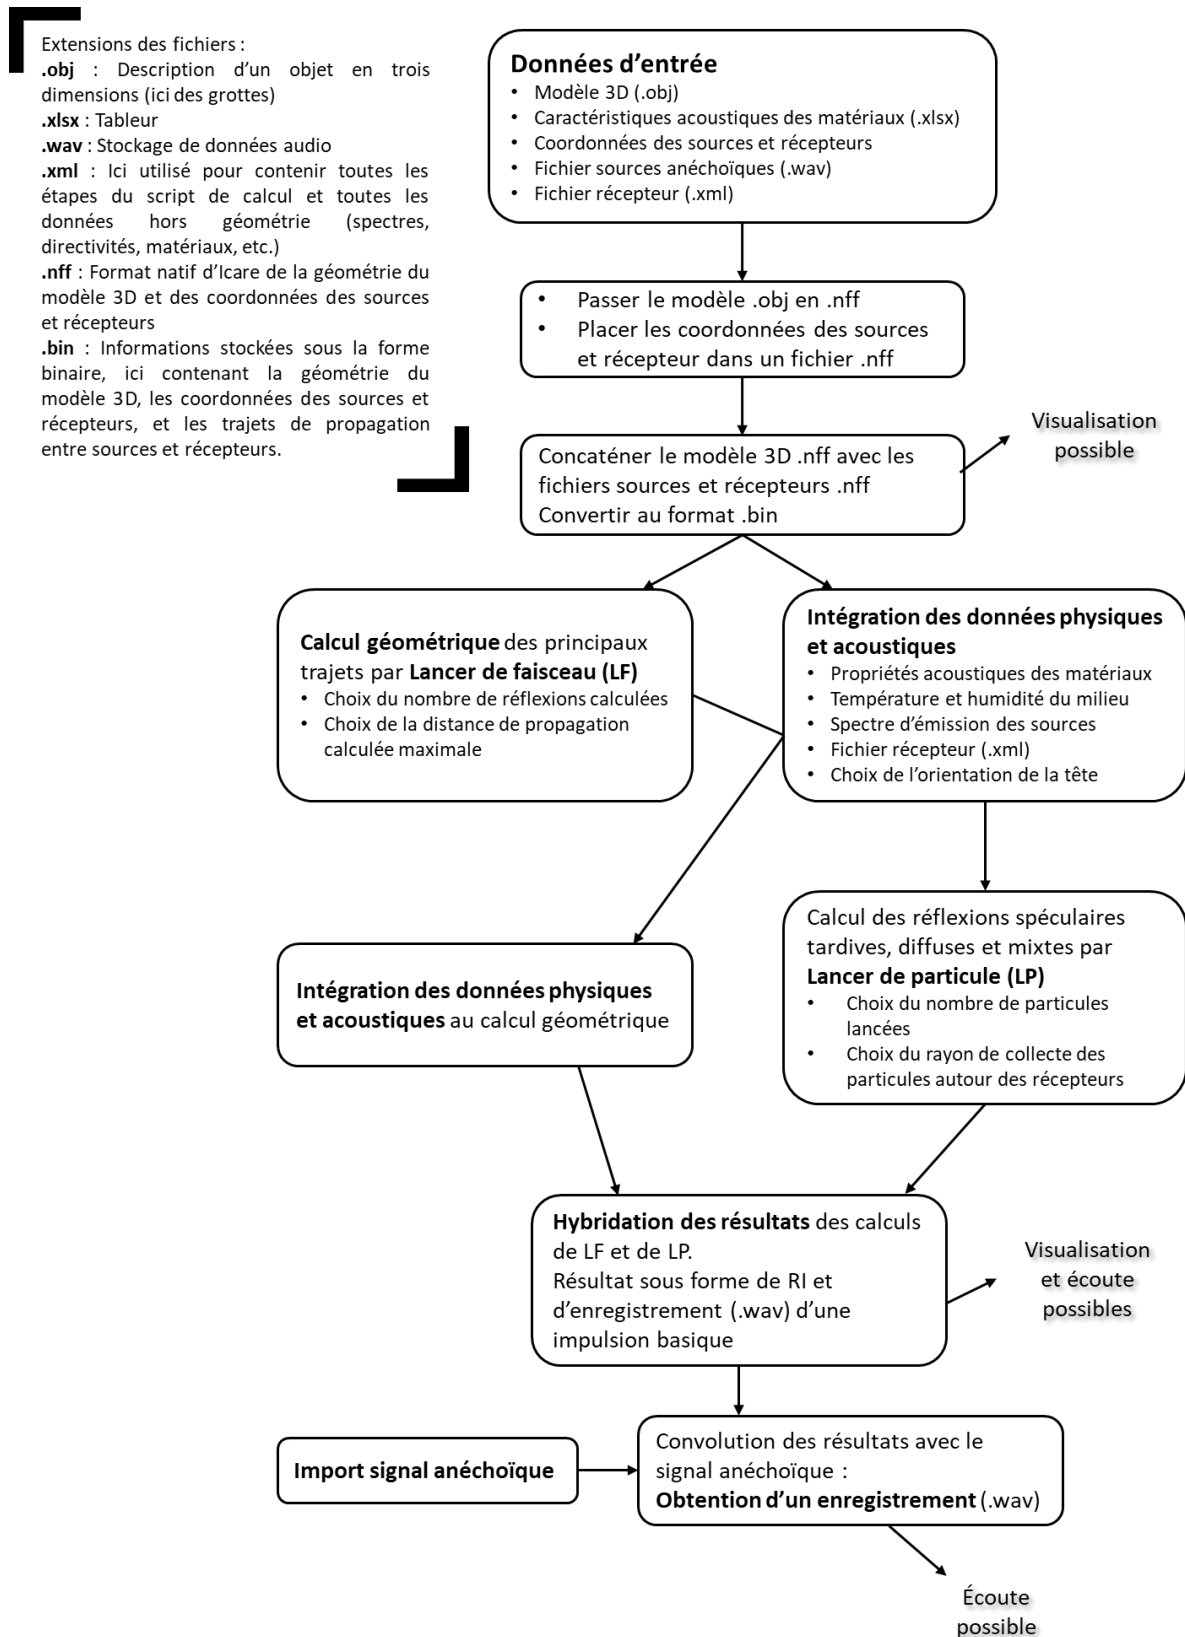 Extensions des fichiers :
.obj : Description d'un objet en trois
dimensions (ici des grottes)
.xlsx : Tableur
.wav : Stockage de données audio
.xml : Ici utilisé pour contenir toutes les
étapes du script de calcul et toutes les
données hors géométrie (spectres,
directivités, matériaux, etc.)
.nff : Format natif d'Icare de la géométrie du
modèle 3D et des coordonnées des sources
et récepteurs
.bin : Informations stockées sous la forme
binaire, ici contenant la géométrie du
modèle 3D, les coordonnées des sources et
récepteurs, et les trajets de propagation
entre sources et récepteurs.
Données d'entrée
• Modèle 3D (.obj)
• Caractéristiques acoustiques des matériaux (.xlsx)
• Coordonnées des sources et récepteurs
• Fichier sources anéchoïques (.wav)
• Fichier récepteur (.xml)
• Passer le modèle .obj en .nff
• Placer les coordonnées des sources
et récepteur dans un fichier .nff
Concaténer le modèle 3D .nff avec les
fichiers sources et récepteurs .nff
Convertir au format .bin
Visualisation
possible
Calcul géométrique des principaux
trajets par Lancer de faisceau (LF)
• Choix du nombre de réflexions calculées
• Choix de la distance de propagation
calculée maximale
Intégration des données physiques
et acoustiques
• Propriétés acoustiques des matériaux
• Température et humidité du milieu
• Spectre d'émission des sources
• Fichier récepteur (.xml)
• Choix de l'orientation de la tête
Intégration des données physiques
et acoustiques au calcul géométrique
Calcul des réflexions spéculaires
tardives, diffuses et mixtes par
Lancer de particule (LP)
• Choix du nombre de particules
lancées
• Choix du rayon de collecte des
particules autour des récepteurs
Hybridation des résultats des calculs
de LF et de LP.
Résultat sous forme de RI et
d'enregistrement (.wav) d'une
impulsion basique
Visualisation
et écoute
possibles
Import signal anéchoïque
Convolution des résultats avec le
signal anéchoïque :
Obtention d'un enregistrement (.wav)
Écoute
possible